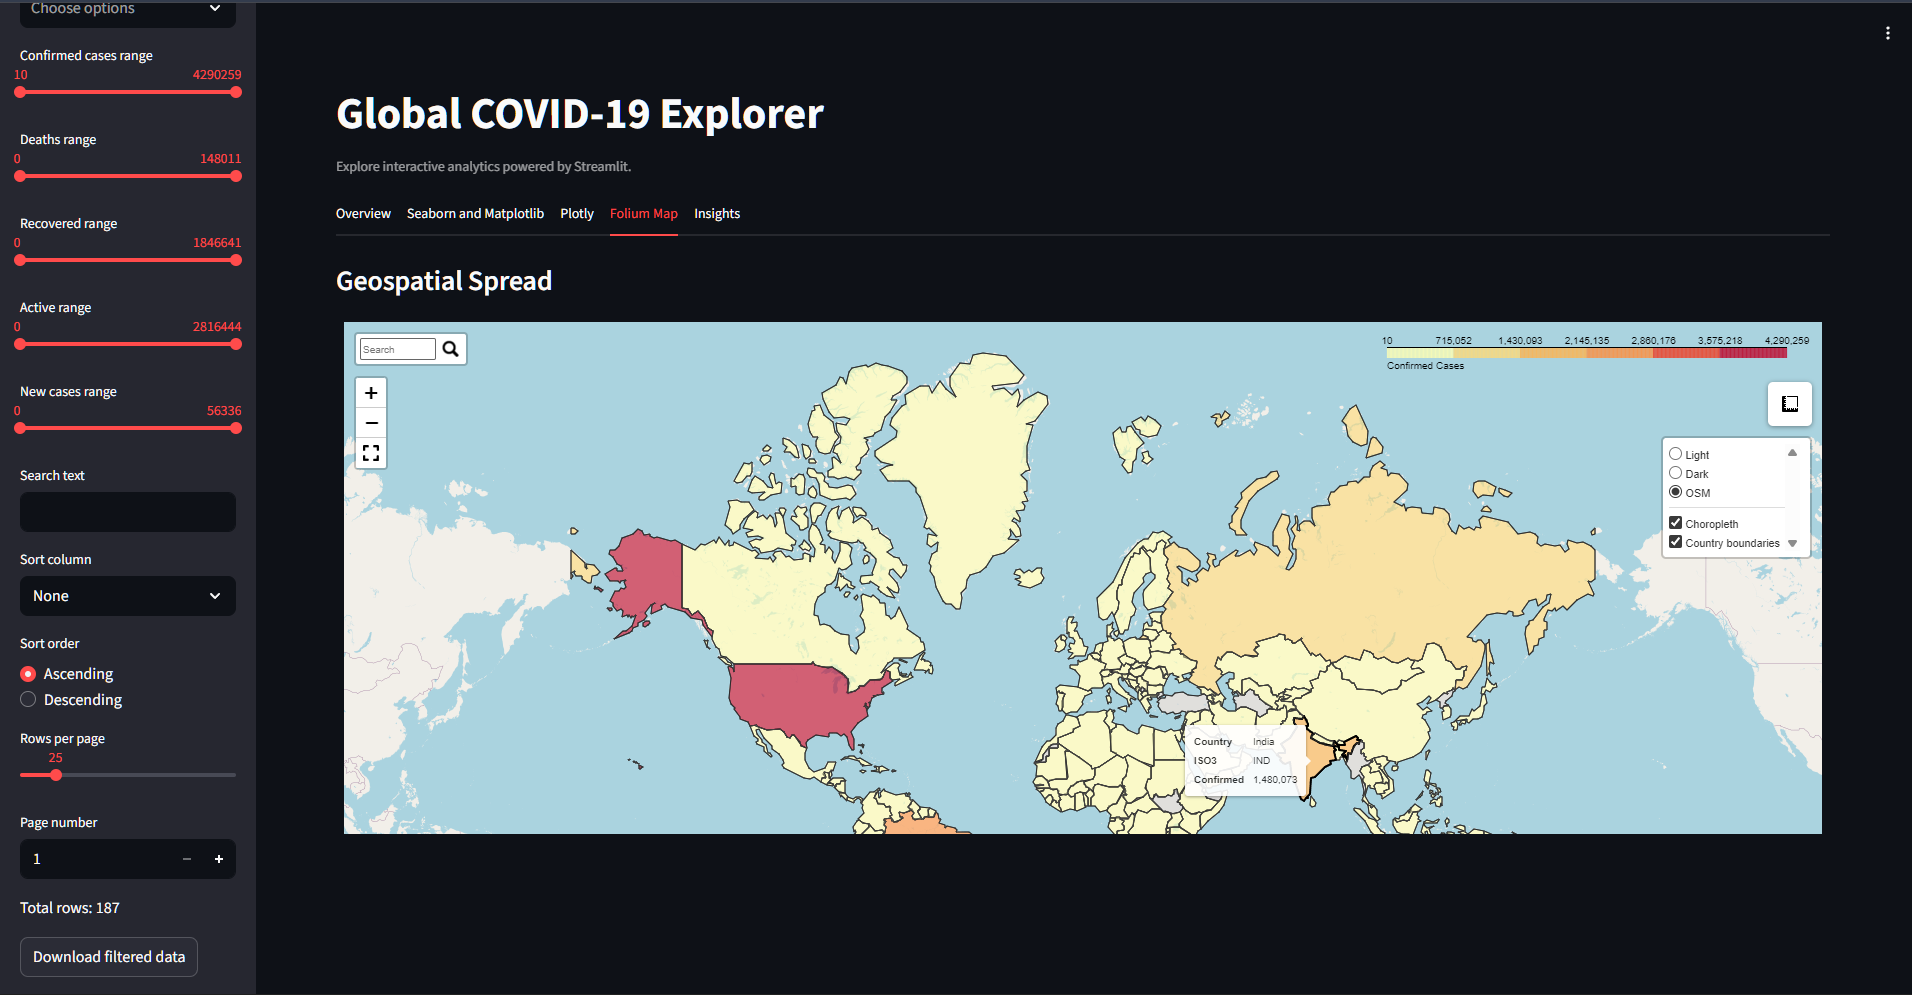 Choose options
Confirmed cases range
10 4290259
Deaths range
0 148011
Recovered range
0 1846641
Active range
0 2816444
New cases range
0 56336
Search text
Sort column
None
Sort order
Ascending
Descending
Rows per page
25
Page number
1
Total rows: 187
Download filtered data
Global COVID-19 Explorer
Explore interactive analytics powered by Streamlit.
Overview Seaborn and Matplotlib Plotly Folium Map Insights
Geospatial Spread
Search
+
−
10 715,052 1,430,093 2,145,135 2,860,176 3,575,218 4,290,259
Confirmed Cases
Light
Dark
OSM
Choropleth
Country boundaries
Country India
ISO3 IND
Confirmed 1,480,073